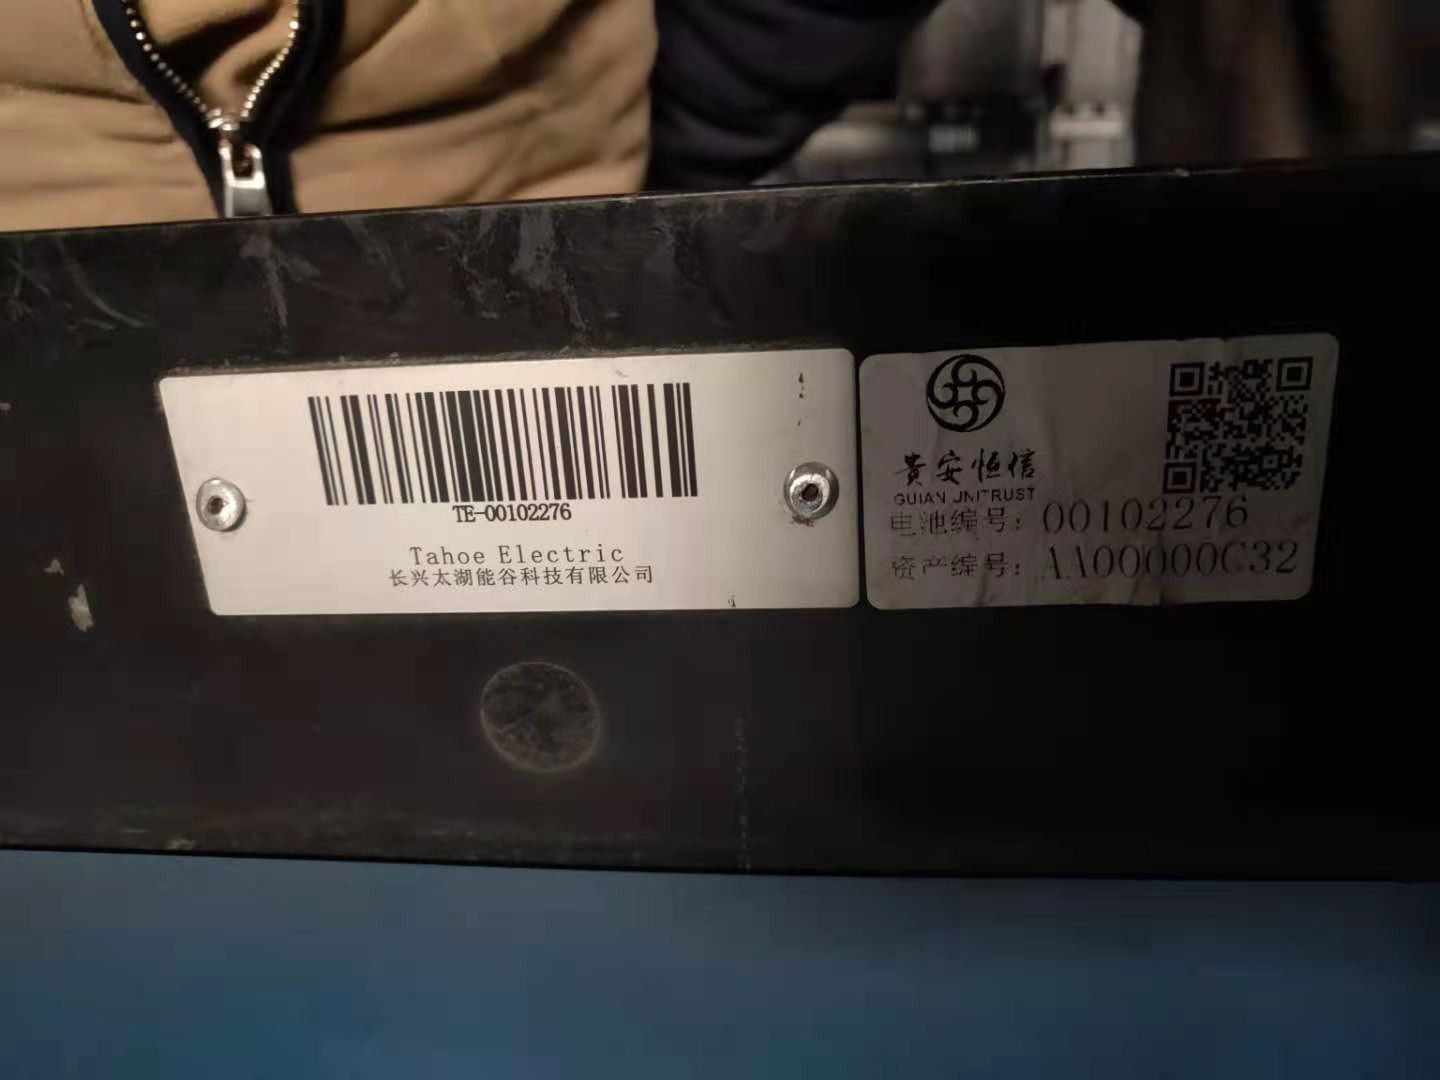 TE-00102276
Tahoe Electric
长兴太湖能谷科技有限公司
贵安恒信
GUIAN UNITRUST
电池编号：00102276
资产编号：AA00000C32